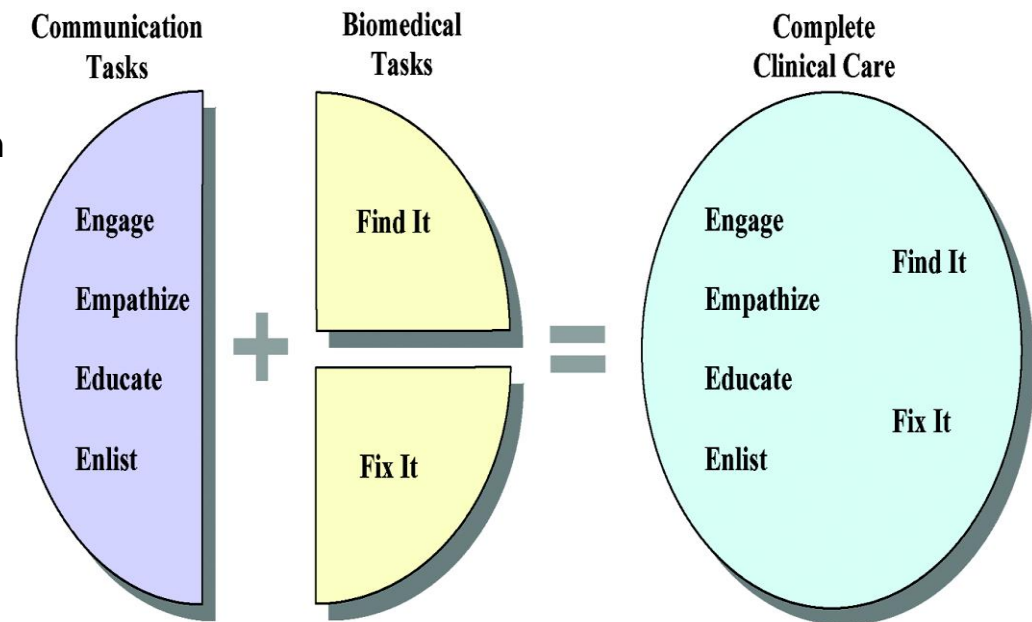 Communication
Tasks
Engage
Empathize
Educate
Enlist
+
Biomedical
Tasks
Find It
Fix It
=
Complete
Clinical Care
Engage
Empathize
Educate
Enlist
Find It
Fix It